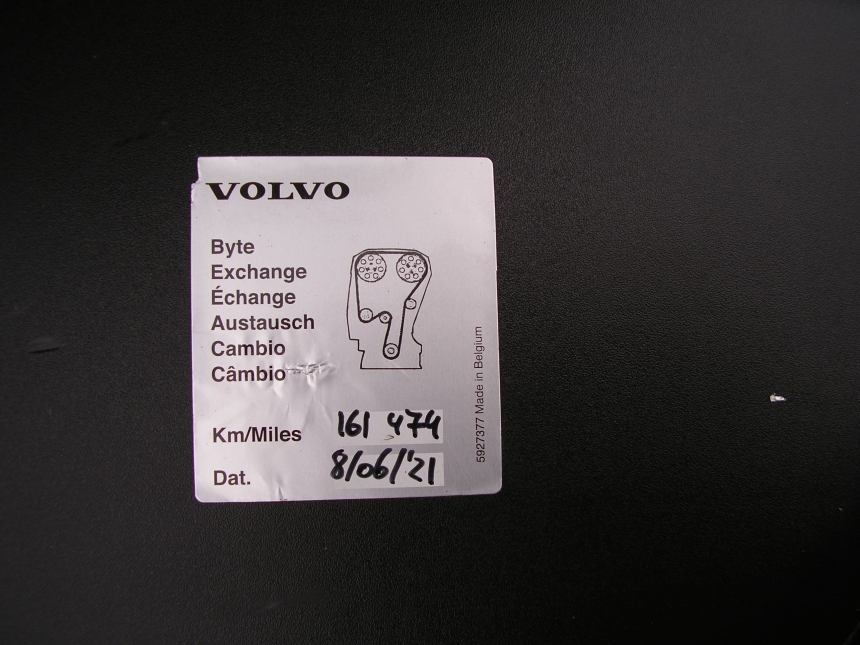 VOLVO
Byte
Exchange
Échange
Austausch
Cambio
Câmbio
Km/Miles 161 474
Dat. 8/06/'21
5927377 Made in Belgium